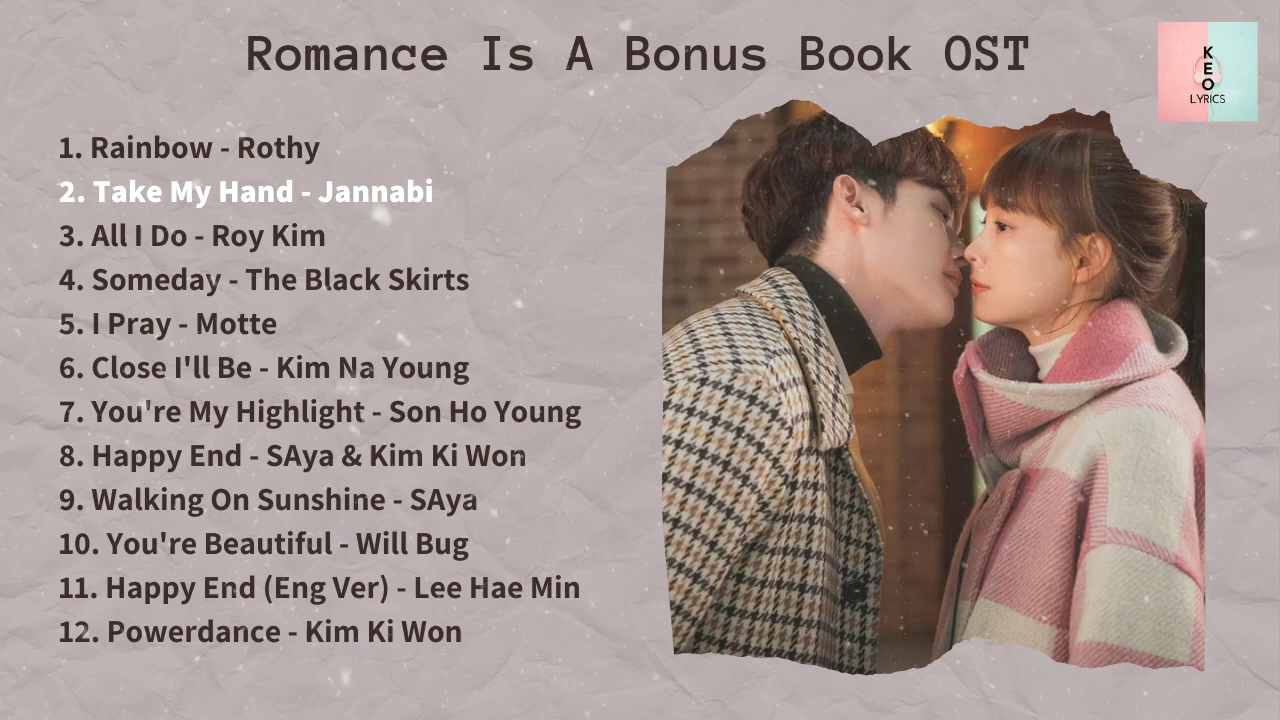 Romance Is A Bonus Book OST
K
E
O
LYRICS
1. Rainbow - Rothy
2. Take My Hand - Jannabi
3. All I Do - Roy Kim
4. Someday - The Black Skirts
5. I Pray - Motte
6. Close I'll Be - Kim Na Young
7. You're My Highlight - Son Ho Young
8. Happy End - SAya & Kim Ki Won
9. Walking On Sunshine - SAya
10. You're Beautiful - Will Bug
11. Happy End (Eng Ver) - Lee Hae Min
12. Powerdance - Kim Ki Won